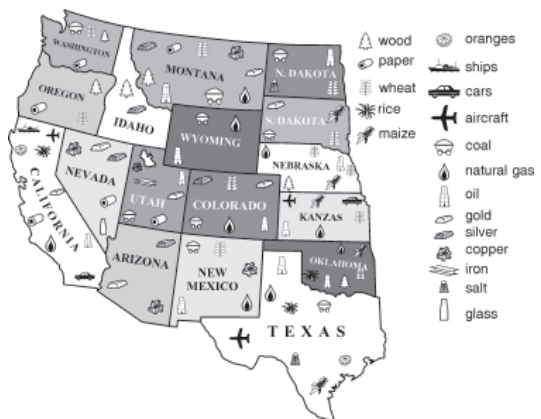 WASHINGTON
OREGON
CALIFORNIA
NEVADA
IDAHO
MONTANA
WYOMING
UTAH
COLORADO
ARIZONA
NEW
MEXICO
N. DAKOTA
N. DAKOTA
NEBRASKA
KANZAS
OKLAHOMA
TEXAS
wood
paper
wheat
rice
maize
oranges
ships
cars
aircraft
coal
natural gas
oil
gold
silver
copper
iron
salt
glass